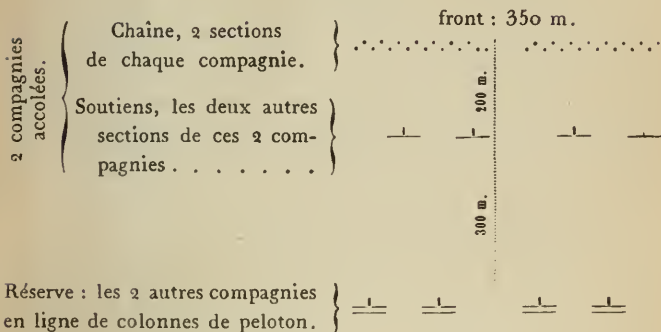 front : 350 m.
2 compagnies
accolées.
Chaîne, 2 sections
de chaque compagnie.
200 m.
Soutiens, les deux autres
sections de ces 2 com-
pagnies . . . . . . .
300 m.
Réserve : les 2 autres compagnies
en ligne de colonnes de peloton.